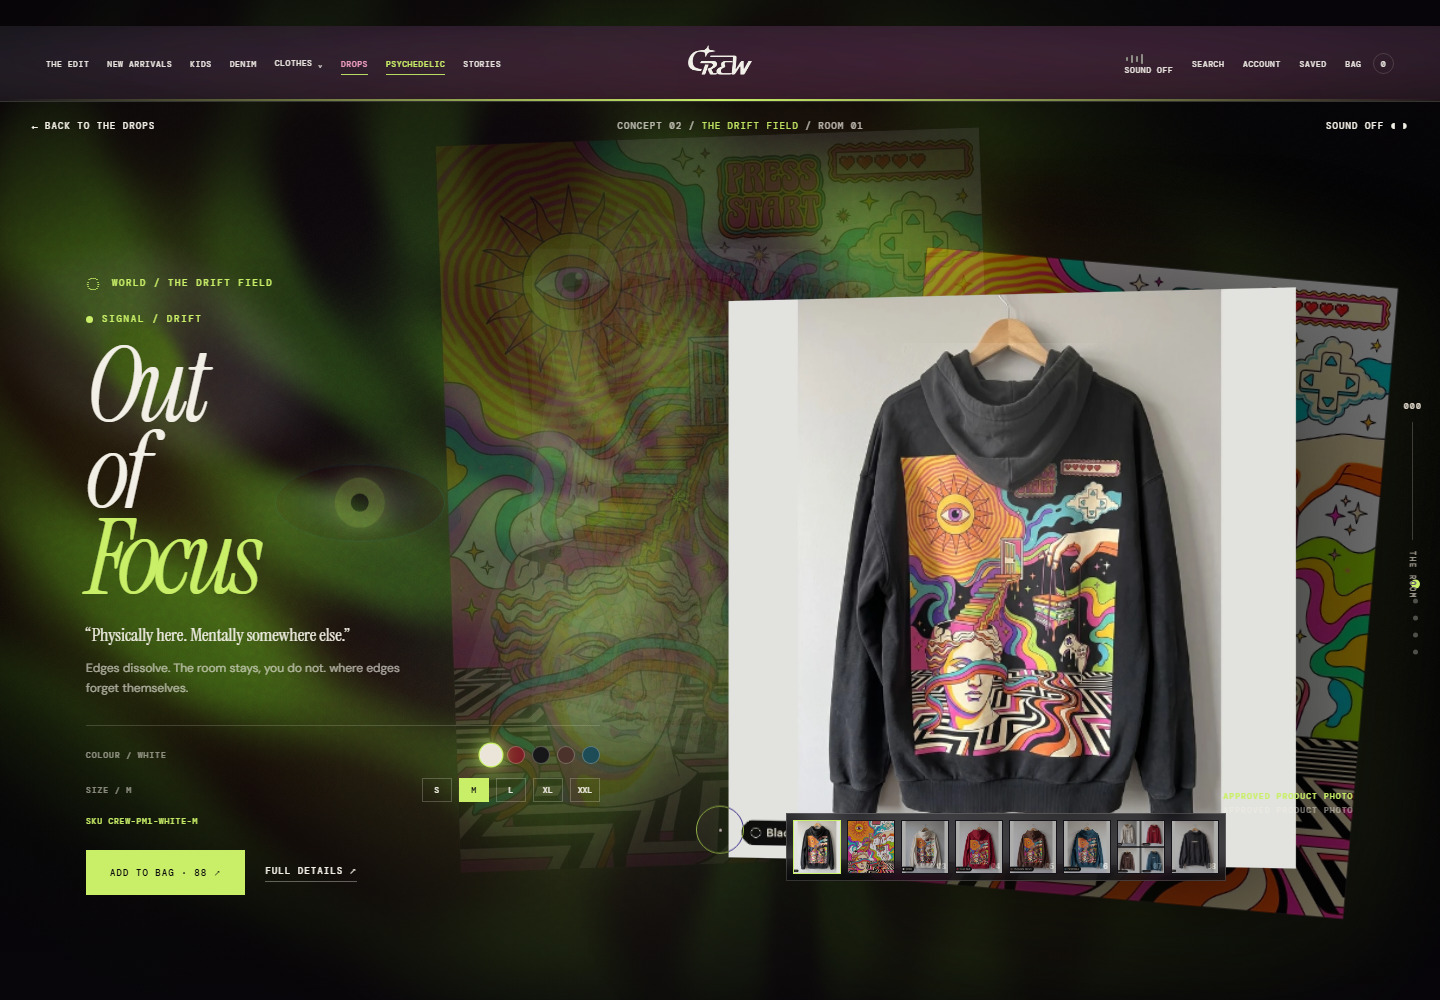 THE EDIT
NEW ARRIVALS
KIDS
DENIM
CLOTHES
DROPS
PSYCHEDELIC
STORIES
CREW
SOUND OFF
SEARCH
ACCOUNT
SAVED
BAG
0
← BACK TO THE DROPS
CONCEPT 02 / THE DRIFT FIELD / ROOM 01
SOUND OFF
PRESS
START
WORLD / THE DRIFT FIELD
SIGNAL / DRIFT
Out
of
Focus
000
THE ROOM
“Physically here. Mentally somewhere else.”
Edges dissolve. The room stays, you do not. where edges
forget themselves.
COLOUR / WHITE
SIZE / M
S
M
L
XL
XXL
SKU CREW-PM1-WHITE-M
APPROVED PRODUCT PHOTO
APPROVED PRODUCT PHOTO
ADD TO BAG · 88 ↗
FULL DETAILS ↗